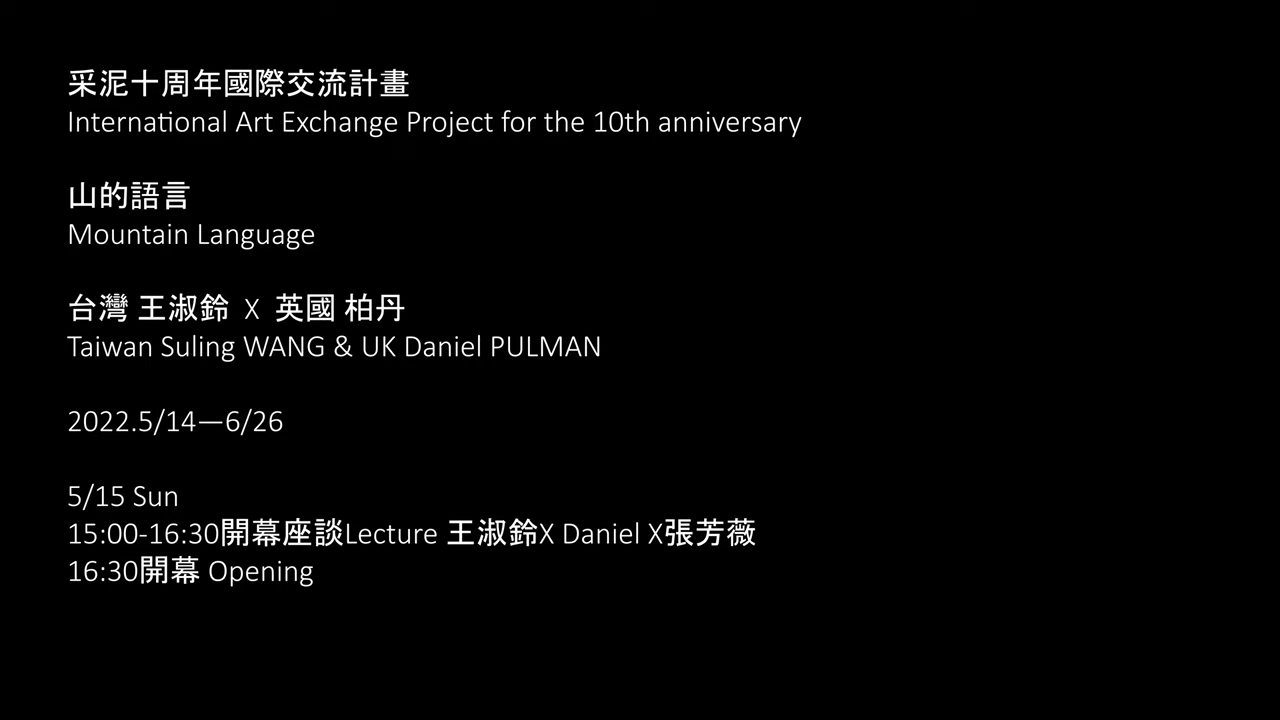 采泥十周年國際交流計畫
International Art Exchange Project for the 10th anniversary
山的語言
Mountain Language
台灣 王淑鈴 X 英國 柏丹
Taiwan Suling WANG & UK Daniel PULMAN
2022.5/14—6/26
5/15 Sun
15:00-16:30開幕座談Lecture 王淑鈴X Daniel X張芳薇
16:30開幕 Opening